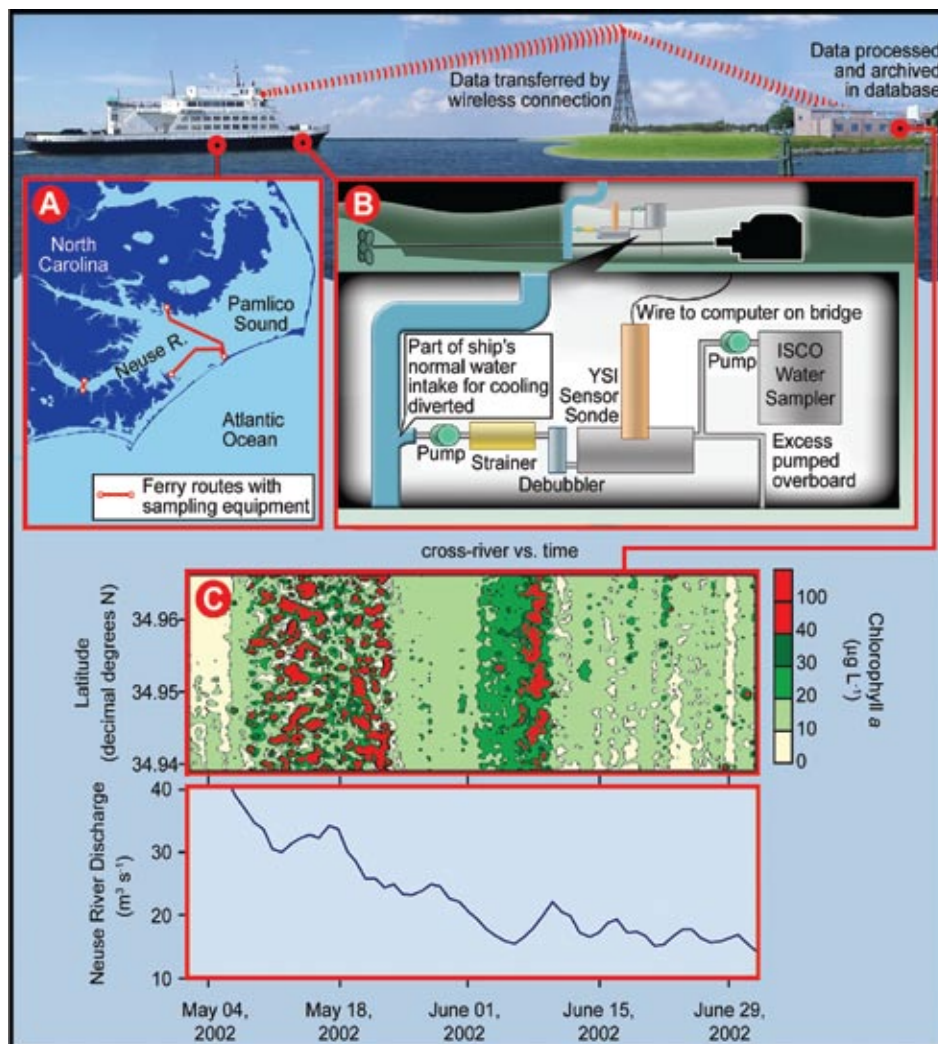 Data transferred by
wireless connection
Data processed
and archived
in database
A
North
Carolina
Pamlico
Sound
Neuse R.
Atlantic
Ocean
Ferry routes with
sampling equipment
B
Part of ship's
normal water
intake for cooling
diverted
Wire to computer on bridge
YSI
Sensor
Sonde
Pump
ISCO
Water
Sampler
Pump
Strainer
Debubbler
Excess
pumped
overboard
cross-river vs. time
C
Latitude
(decimal degrees N)
34.96
34.95
34.94
100
40
30
20
10
0
Chlorophyll a
(µg L⁻¹)
Neuse River Discharge
(m³ s⁻¹)
40
30
20
10
May 04,
2002
May 18,
2002
June 01,
2002
June 15,
2002
June 29,
2002